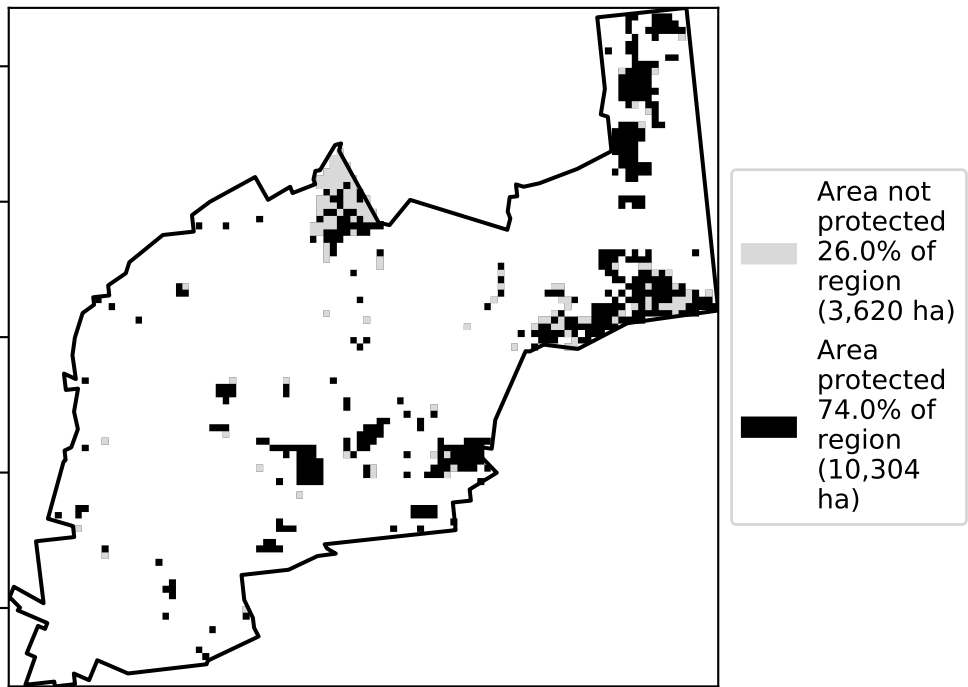 Area not
protected
26.0% of
region
(3,620 ha)
Area
protected
74.0% of
region
(10,304
ha)